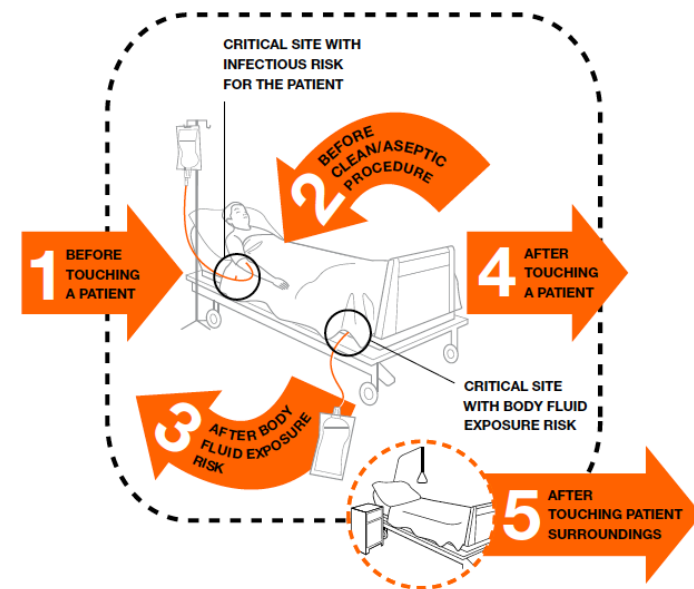 CRITICAL SITE WITH
INFECTIOUS RISK
FOR THE PATIENT
2
BEFORE
CLEAN/ASEPTIC
PROCEDURE
1
BEFORE
TOUCHING
A PATIENT
4
AFTER
TOUCHING
A PATIENT
3
AFTER BODY
FLUID EXPOSURE
RISK
CRITICAL SITE
WITH BODY FLUID
EXPOSURE RISK
5
AFTER
TOUCHING PATIENT
SURROUNDINGS